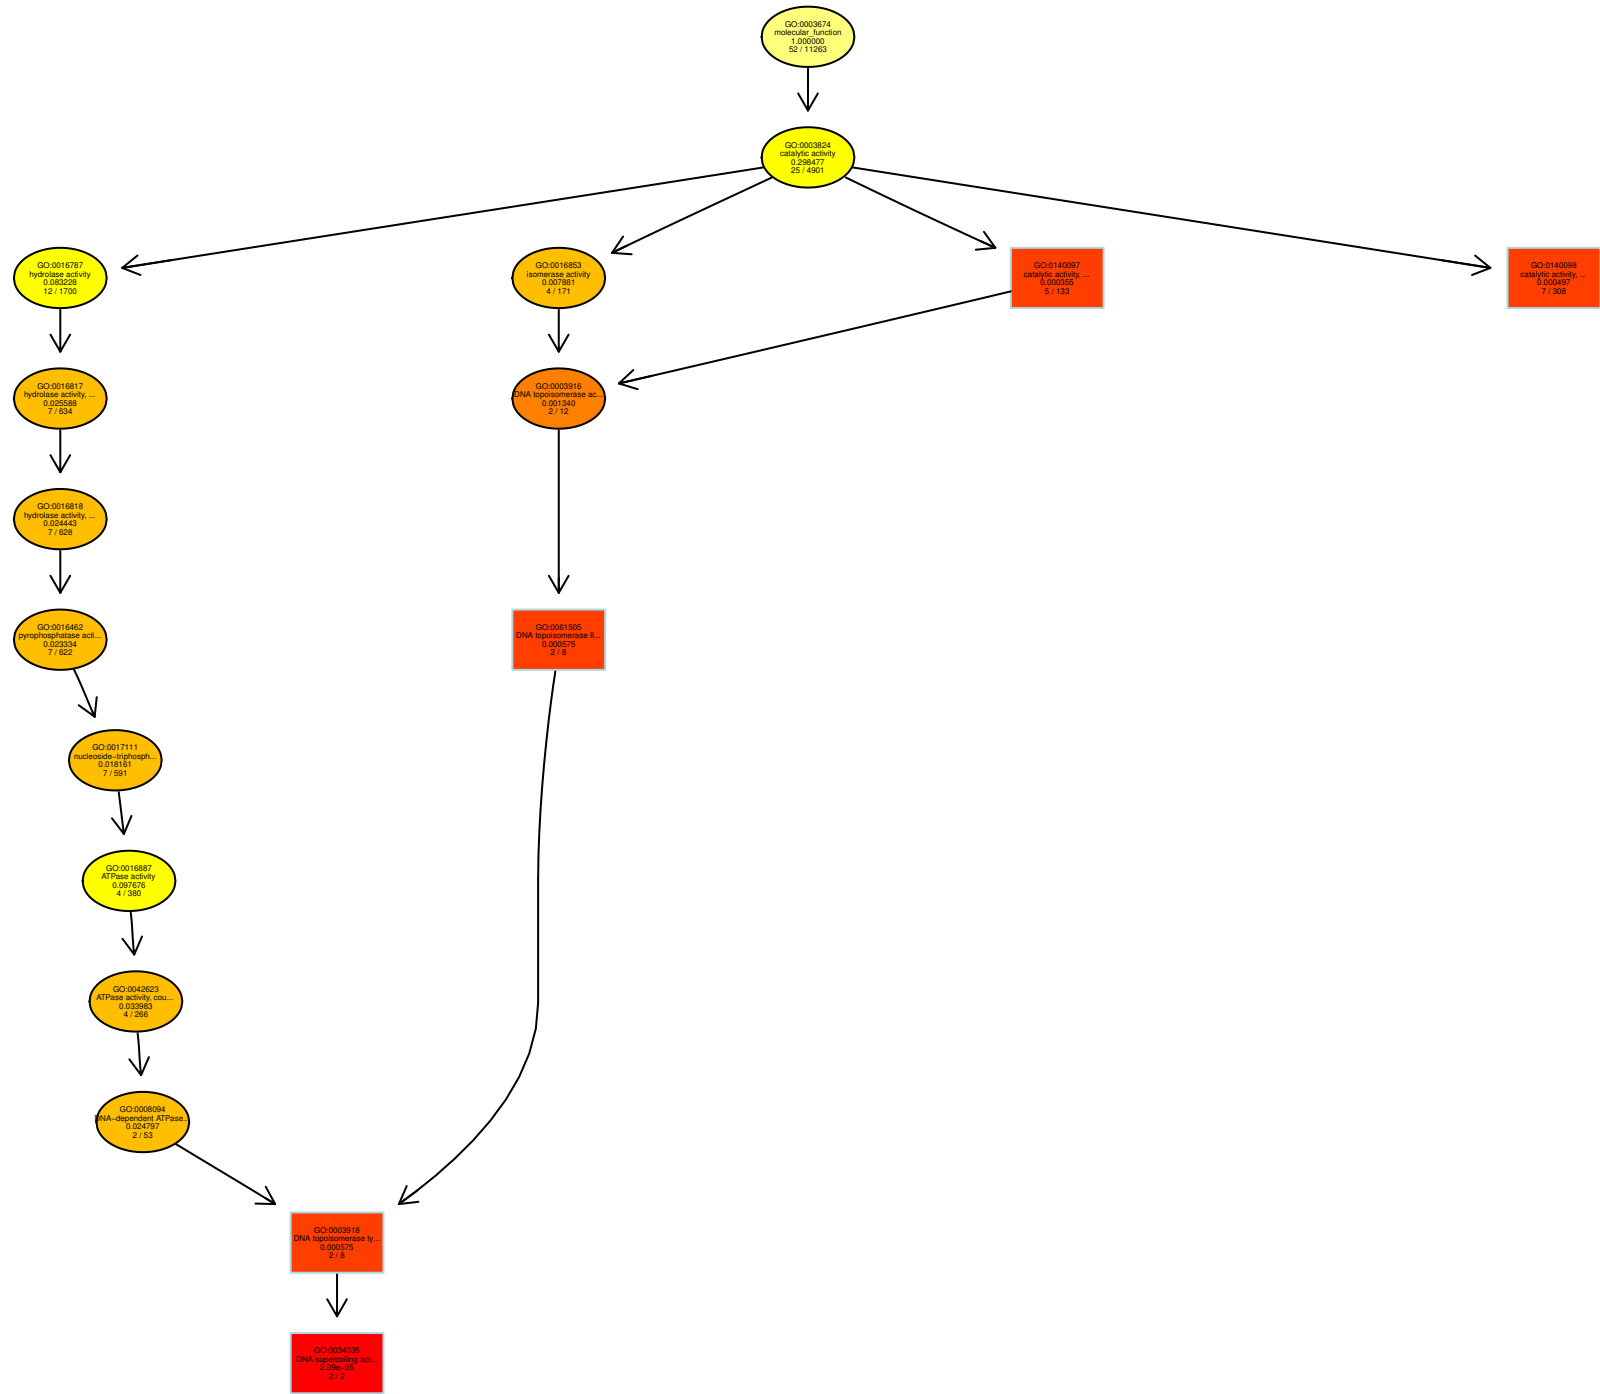 GO:0003674
molecular_function
1.000000
52 / 11263
GO:0003824
catalytic activity
0.298477
25 / 4901
GO:0016787
hydrolase activity
0.083228
12 / 1700
GO:0016853
isomerase activity
0.007881
4 / 171
GO:0140097
catalytic activity, ...
0.000355
5 / 133
GO:0140098
catalytic activity, ...
0.000497
7 / 308
GO:0016817
hydrolase activity, ...
0.025588
7 / 634
GO:0003916
DNA topoisomerase ac...
0.001340
2 / 12
GO:0016818
hydrolase activity, ...
0.024443
7 / 628
GO:0016462
pyrophosphatase acti...
0.023334
7 / 622
GO:0061505
DNA topoisomerase II...
0.000575
2 / 8
GO:0017111
nucleoside−triphosph...
0.018161
7 / 591
GO:0016887
ATPase activity
0.097676
4 / 380
GO:0042623
ATPase activity, cou...
0.033983
4 / 266
GO:0008094
DNA−dependent ATPase...
0.024797
2 / 53
GO:0003918
DNA topoisomerase ty...
0.000575
2 / 8
GO:0034335
DNA supercoiling act...
2.09e−05
2 / 2